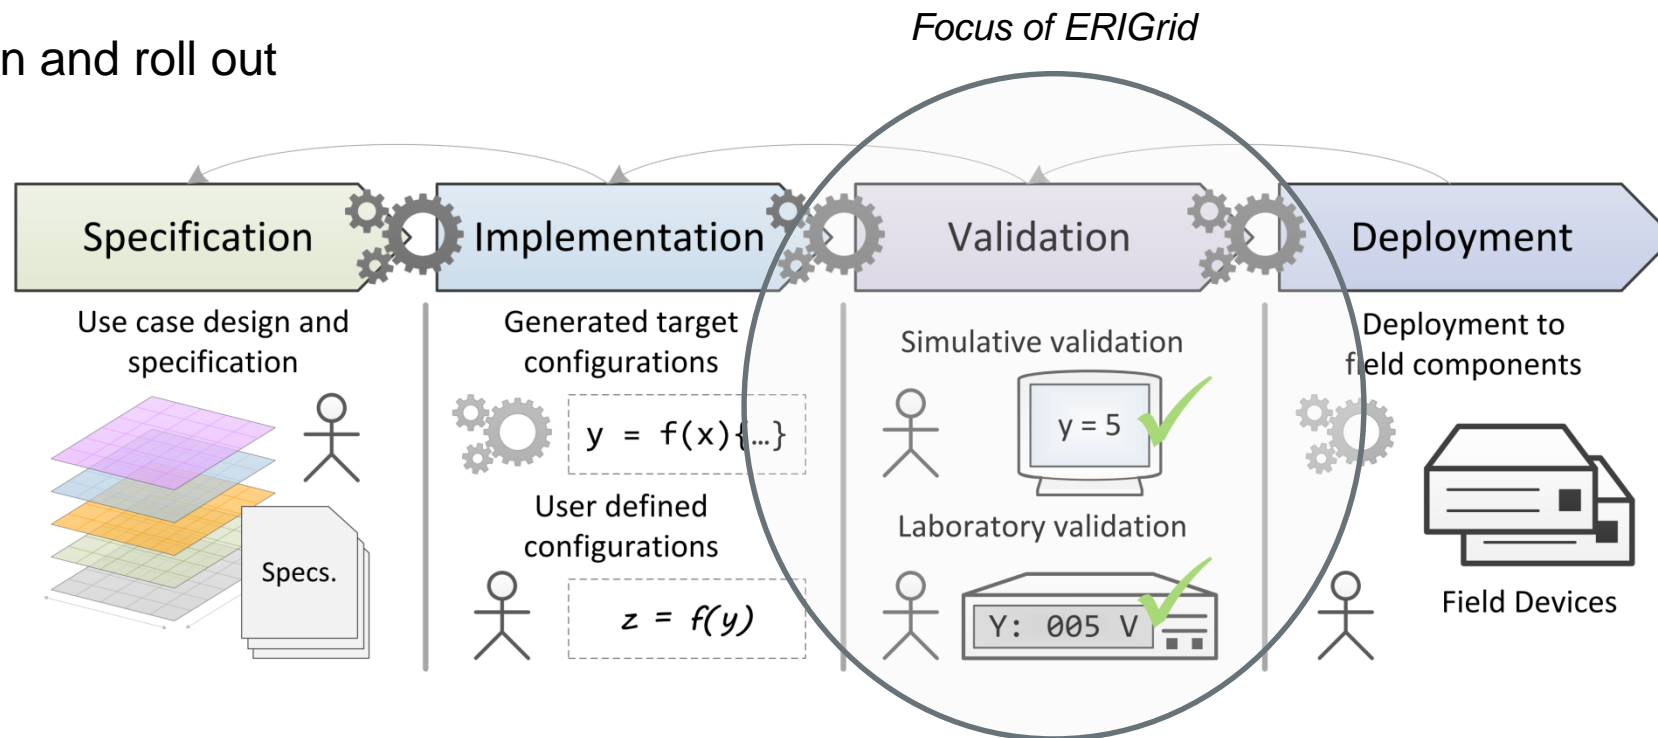 Focus of ERIGrid
n and roll out
Specification
Implementation
Validation
Deployment
Use case design and
specification
Specs.
Generated target
configurations
y = f(x){…}
User defined
configurations
z = f(y)
Simulative validation
y = 5
Laboratory validation
Y: 005 V
Deployment to
field components
Field Devices